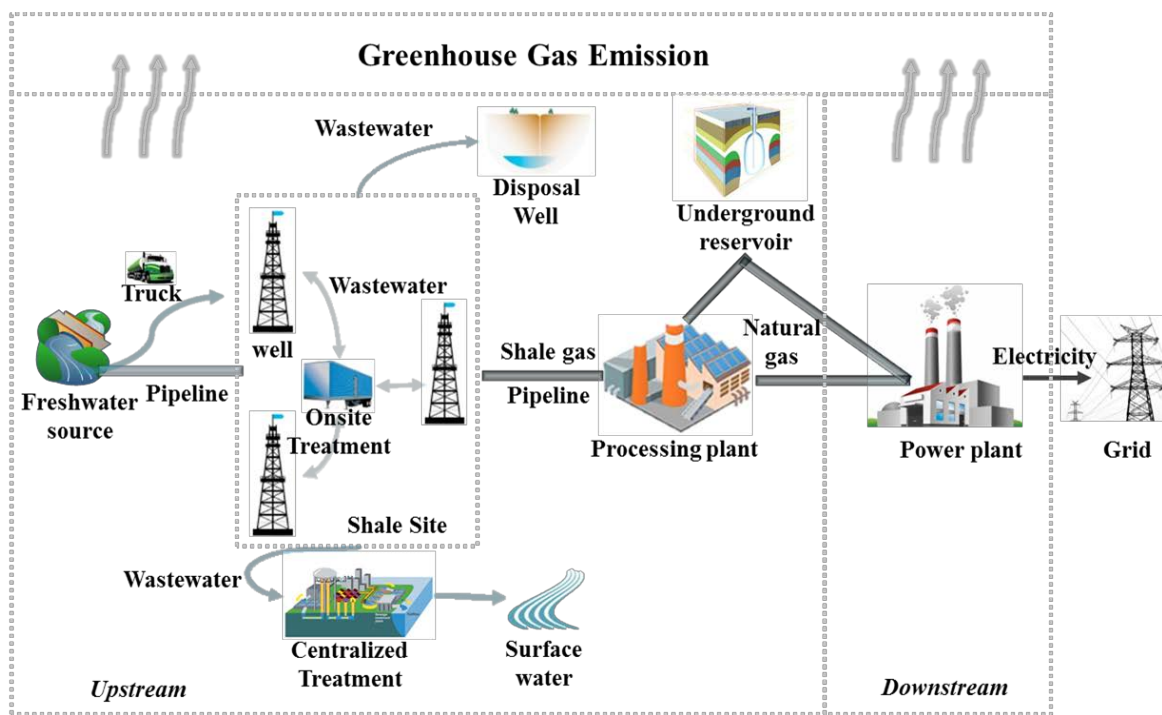 Greenhouse Gas Emission
Wastewater
Disposal
Well
Underground
reservoir
Truck
Wastewater
well
Freshwater
source
Pipeline
Onsite
Treatment
Shale gas
Pipeline
Processing plant
Natural
gas
Power plant
Electricity
Grid
Shale Site
Wastewater
Centralized
Treatment
Surface
water
Upstream
Downstream